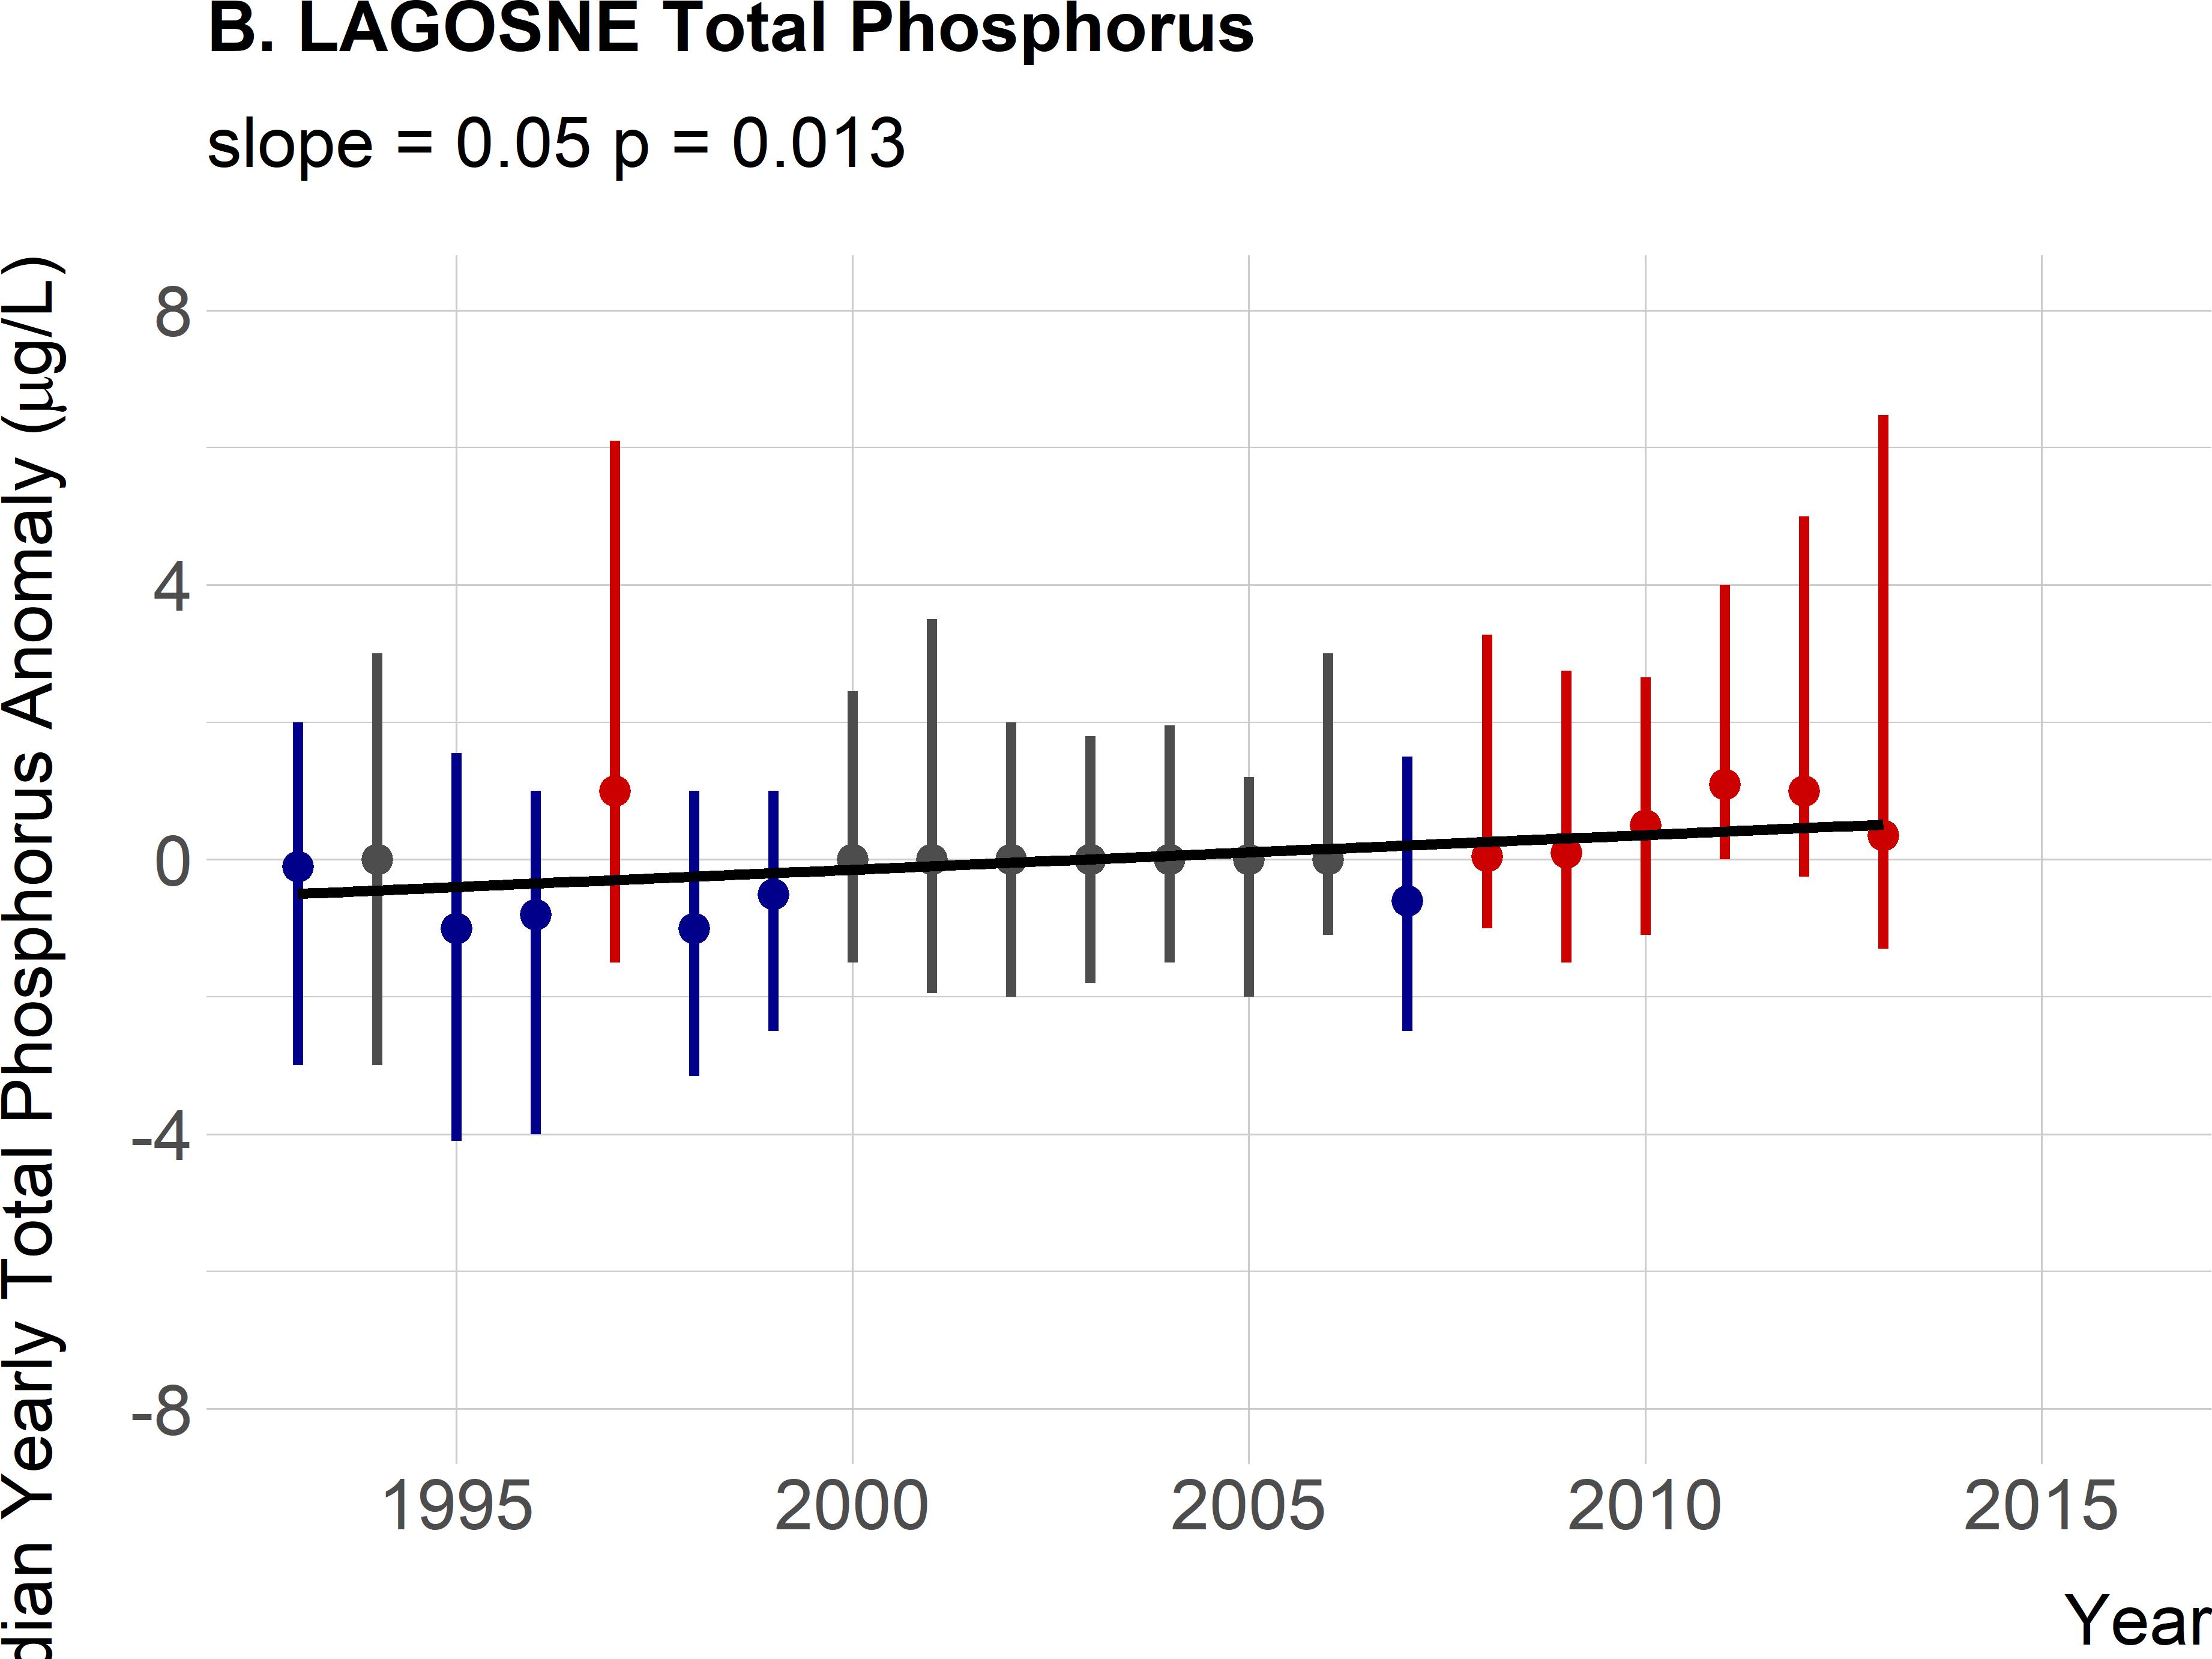 B. LAGOSNE Total Phosphorus
slope = 0.05 p = 0.013
dian Yearly Total Phosphorus Anomaly (μg/L)
8
4
0
-4
-8
1995 2000 2005 2010 2015
Year